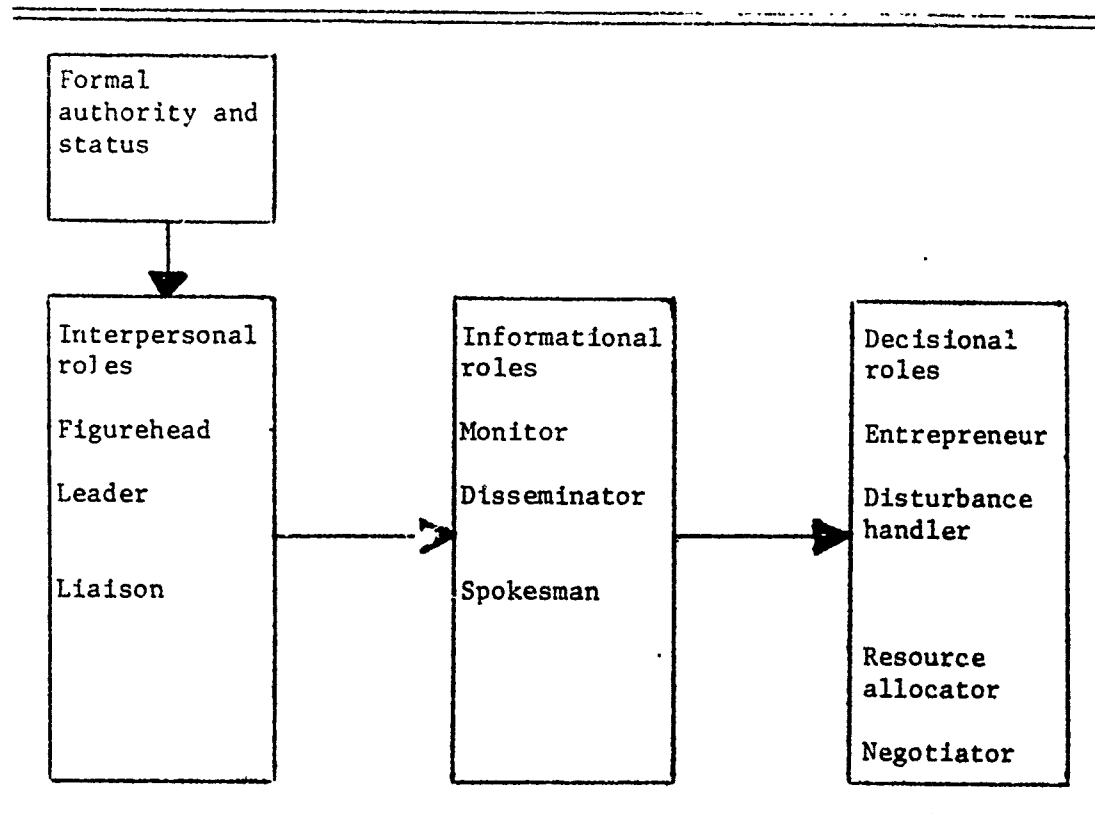 Formal
authority and
status
Interpersonal
roles
Figurehead
Leader
Liaison
Informational
roles
Monitor
Disseminator
Spokesman
Decisional
roles
Entrepreneur
Disturbance
handler
Resource
allocator
Negotiator